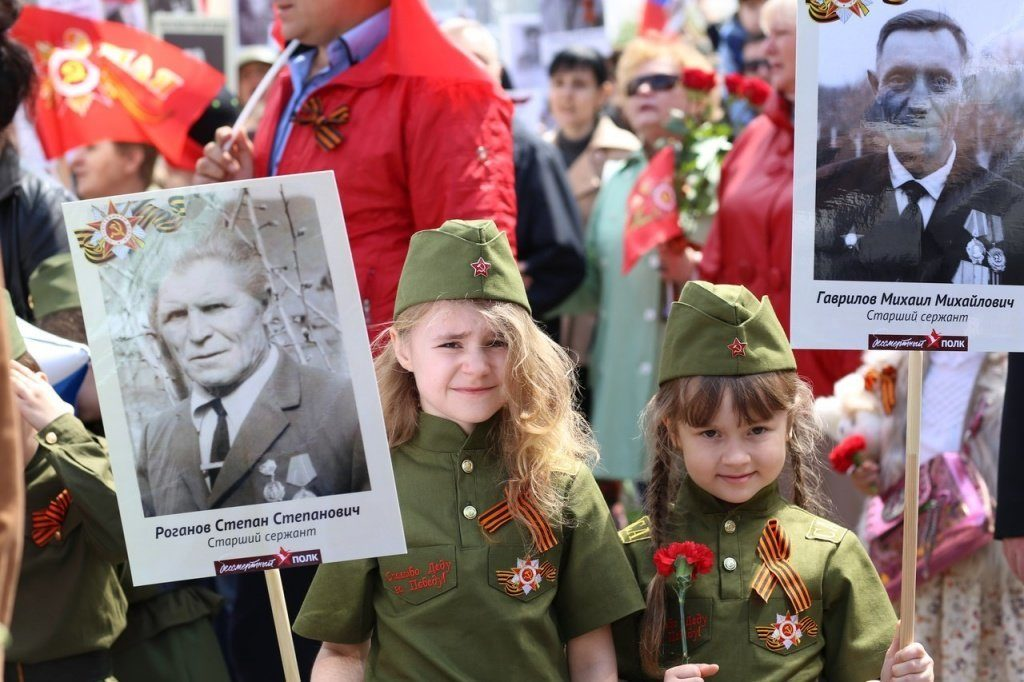 Роганов Степан Степанович
Старший сержант
бессмертный ПОЛК
Гаврилов Михаил Михайлович
Старший сержант
бессмертный ПОЛК
Спасибо Деду
за Победу!